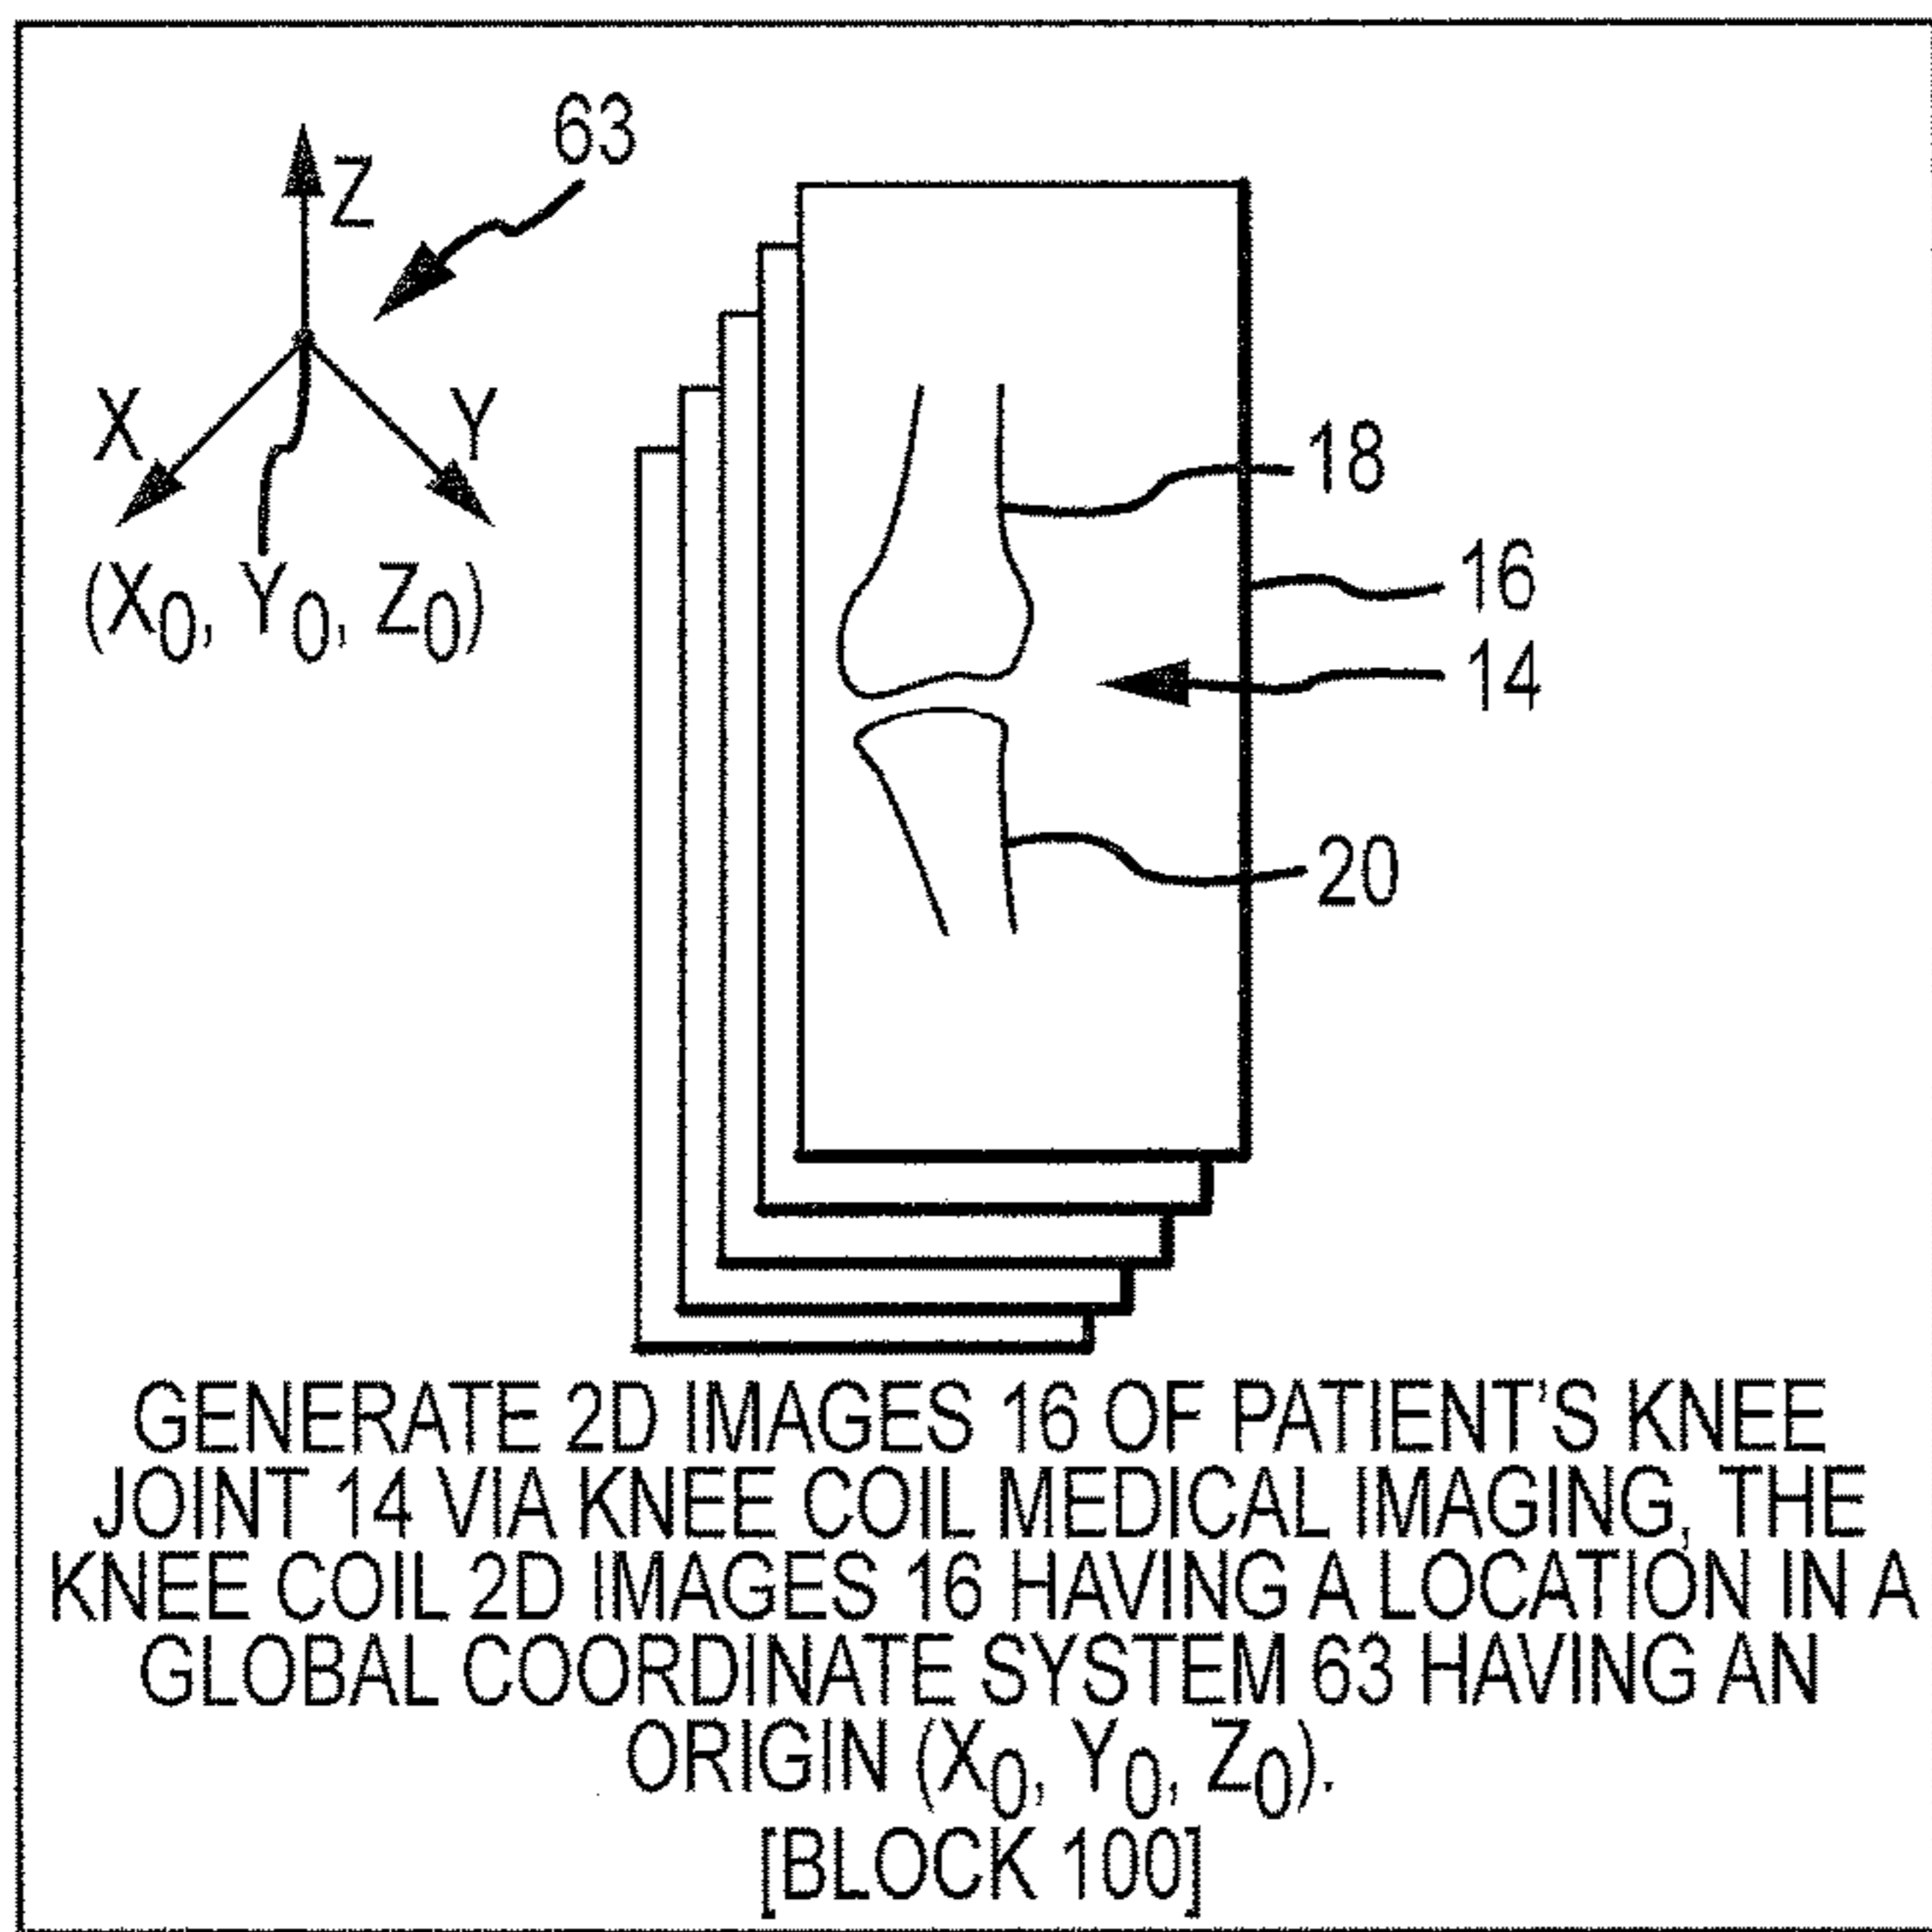 63
Z
X
Y
(X₀, Y₀, Z₀)
18
16
14
20
GENERATE 2D IMAGES 16 OF PATIENT'S KNEE
JOINT 14 VIA KNEE COIL MEDICAL IMAGING, THE
KNEE COIL 2D IMAGES 16 HAVING A LOCATION IN A
GLOBAL COORDINATE SYSTEM 63 HAVING AN
ORIGIN (X₀, Y₀, Z₀).
[BLOCK 100]